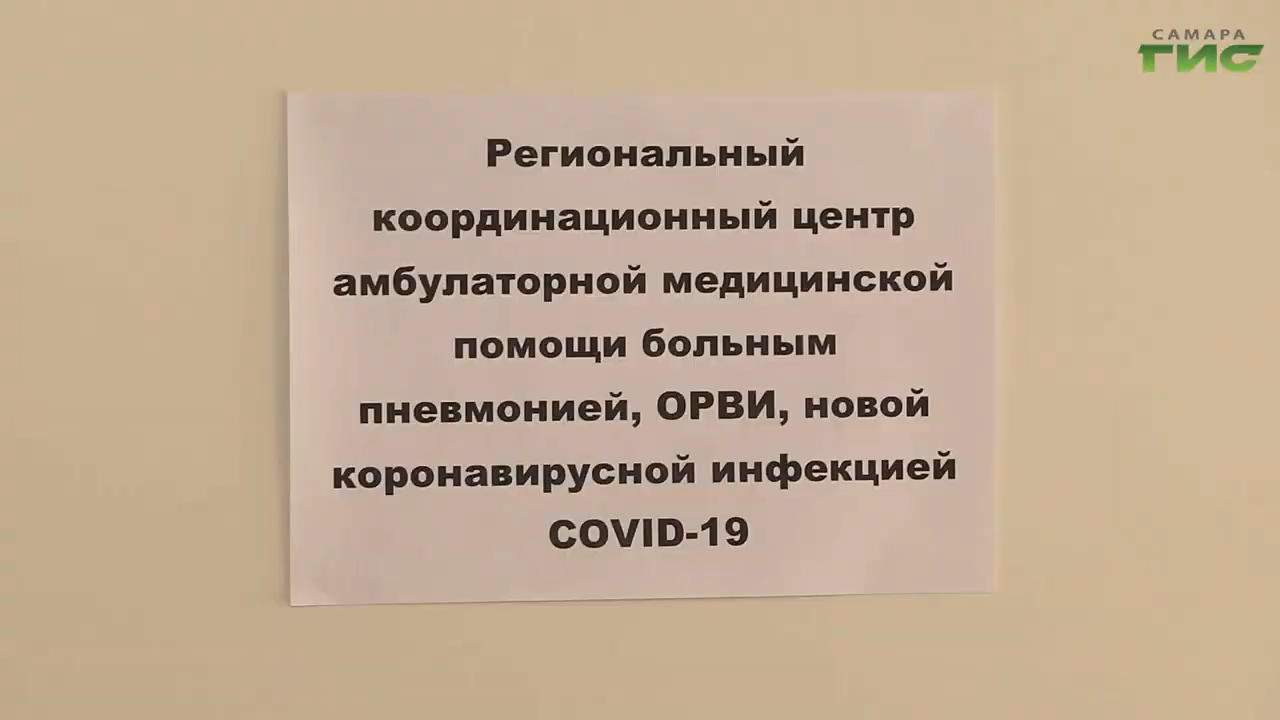 САМАРА
ГИС
Региональный
координационный центр
амбулаторной медицинской
помощи больным
пневмонией, ОРВИ, новой
коронавирусной инфекцией
COVID-19